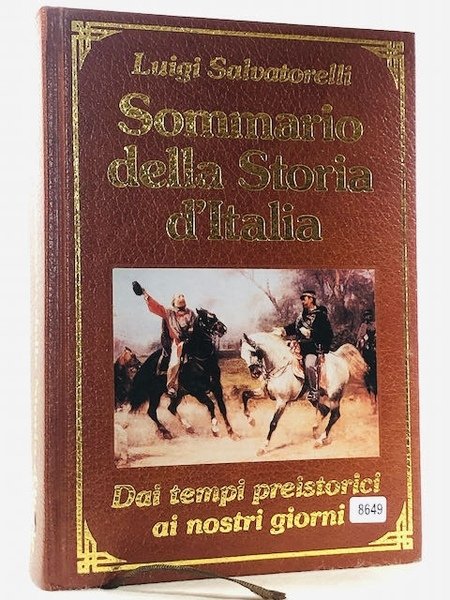 Luigi Salvatorelli
Sommario
della Storia
d'Italia
Dai tempi preistorici
ai nostri giorni
8649